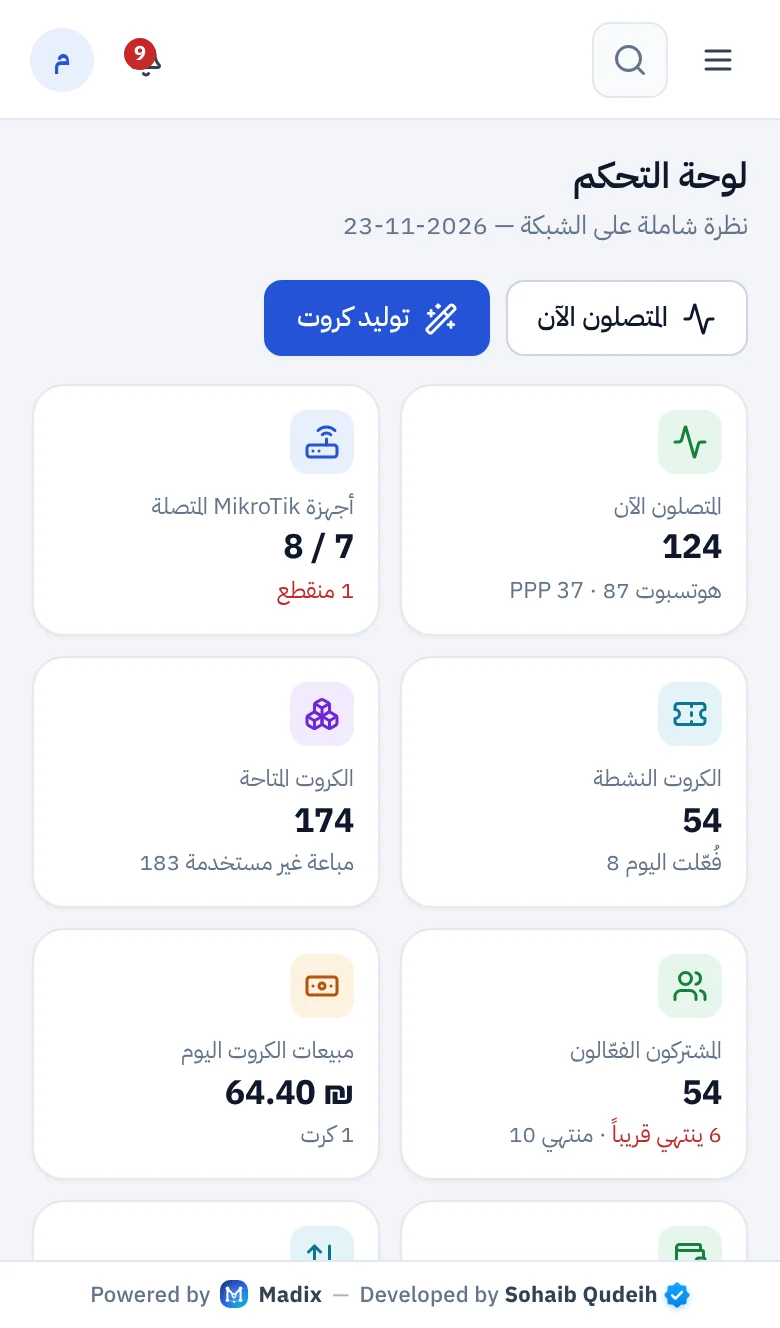 م
9
لوحة التحكم
نظرة شاملة على الشبكة — 2026-11-23
المتصلون الآن
توليد كروت
المتصلون الآن
124
هوتسبوت 87 · PPP 37
أجهزة MikroTik المتصلة
7 / 8
1 منقطع
الكروت النشطة
54
فُعّلت اليوم 8
الكروت المتاحة
174
مباعة غير مستخدمة 183
المشتركون الفعّالون
54
6 ينتهي قريباً · منتهي 10
مبيعات الكروت اليوم
₪ 64.40
1 كرت
Powered by Madix — Developed by Sohaib Qudeih